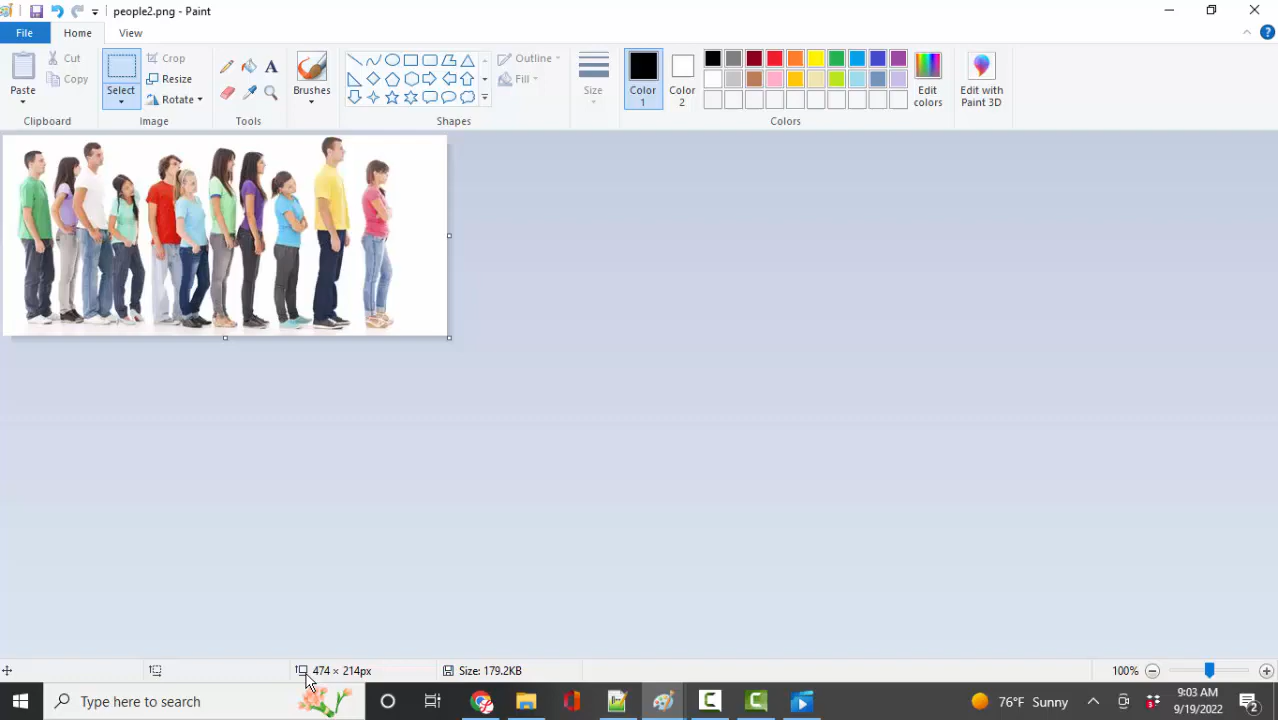 people2.png - Paint
File
Home
View
Paste
Cut
Copy
Clipboard
Select
Crop
Resize
Rotate
Image
A
Tools
Brushes
Outline
Fill
Shapes
Size
Color 1
Color 2
Edit colors
Colors
Edit with Paint 3D
474 × 214px
Size: 179.2KB
100%
Type here to search
76°F Sunny
9:03 AM
9/19/2022
3
2